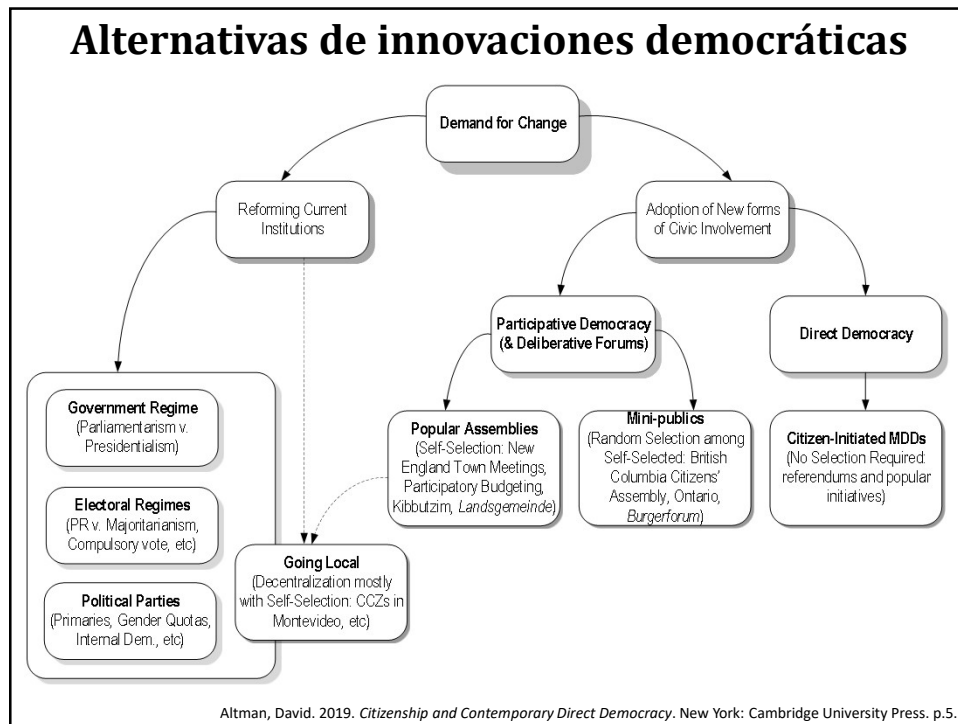 Alternativas de innovaciones democráticas
Demand for Change
Reforming Current
Institutions
Adoption of New forms
of Civic Involvement
Participative Democracy
(& Deliberative Forums)
Direct Democracy
Government Regime
(Parliamentarism v.
Presidentialism)
Electoral Regimes
(PR v. Majoritarianism,
Compulsory vote, etc)
Political Parties
(Primaries, Gender Quotas,
Internal Dem., etc)
Going Local
(Decentralization mostly
with Self-Selection: CCZs in
Montevideo, etc)
Popular Assemblies
(Self-Selection: New
England Town Meetings,
Participatory Budgeting,
Kibbutzim, Landsgemeinde)
Mini-publics
(Random Selection among
Self-Selected: British
Columbia Citizens'
Assembly, Ontario,
Burgerforum)
Citizen-Initiated MDDs
(No Selection Required:
referendums and popular
initiatives)
Altman, David. 2019. Citizenship and Contemporary Direct Democracy. New York: Cambridge University Press. p.5.